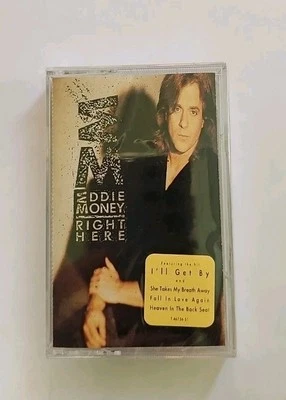 EDDIE
MONEY
RIGHT
HERE
Featuring the hit
I'll Get By
and
She Takes My Breath Away
Fall in Love Again
Heaven In The Back Seat